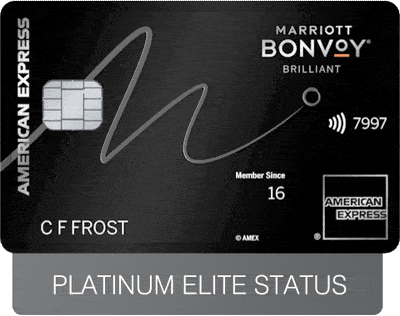 AMERICAN EXPRESS
MARRIOTT
BONVOY®
BRILLIANT
7997
Member Since
16
AMERICAN
EXPRESS
C F FROST
© AMEX
®
PLATINUM ELITE STATUS